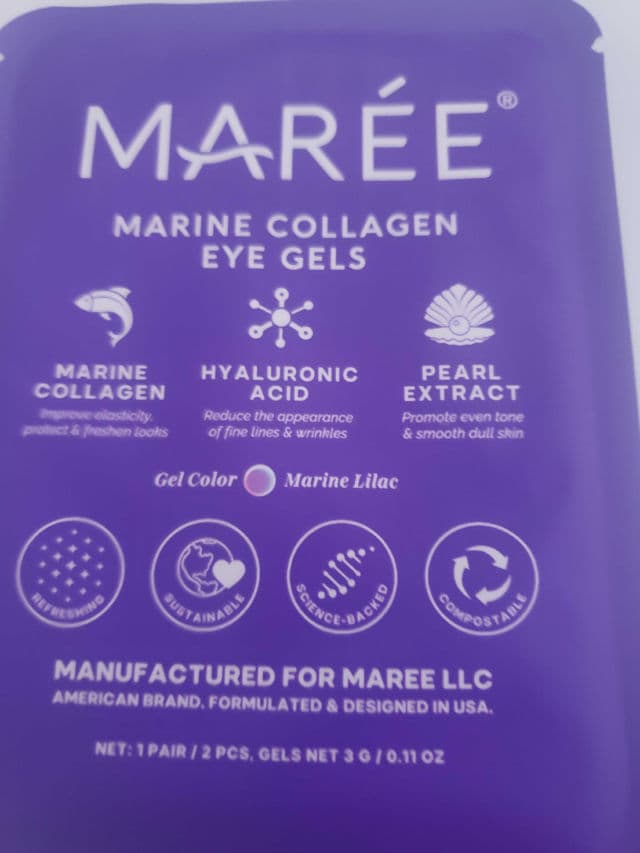 MARÉE®
MARINE COLLAGEN
EYE GELS
MARINE
COLLAGEN
Improve elasticity,
protect & freshen looks
HYALURONIC
ACID
Reduce the appearance
of fine lines & wrinkles
PEARL
EXTRACT
Promote even tone
& smooth dull skin
Gel Color Marine Lilac
REFRESHING
SUSTAINABLE
SCIENCE-BACKED
COMPOSTABLE
MANUFACTURED FOR MAREE LLC
AMERICAN BRAND. FORMULATED & DESIGNED IN USA.
NET: 1 PAIR / 2 PCS, GELS NET 3 G / 0.11 OZ